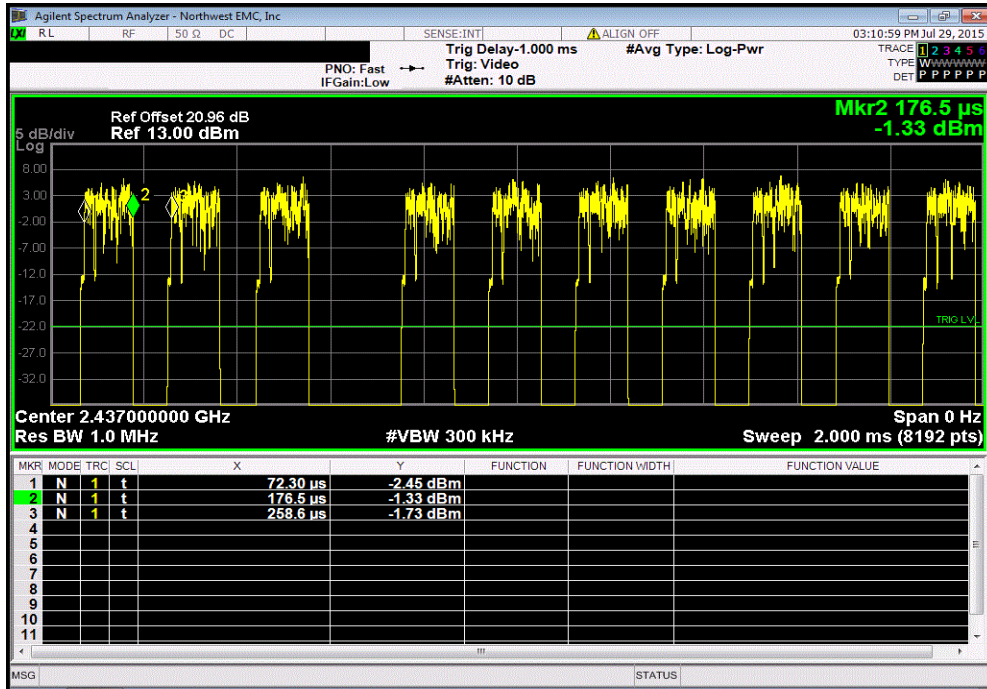 Agilent Spectrum Analyzer - Northwest EMC, Inc
LXI RL RF 50 Ω DC SENSE:INT ALIGN OFF 03:10:59 PM Jul 29, 2015
Trig Delay-1.000 ms #Avg Type: Log-Pwr TRACE 1 2 3 4 5 6
PNO: Fast Trig: Video TYPE WWWWWW
IFGain:Low #Atten: 10 dB DET P P P P P P
Mkr2 176.5 µs
-1.33 dBm
Ref Offset 20.96 dB
5 dB/div Ref 13.00 dBm
Log
8.00
3.00
2
-2.00
-7.00
-12.0
-17.0
-22.0
TRIG LVL
-27.0
-32.0
Center 2.437000000 GHz Span 0 Hz
Res BW 1.0 MHz #VBW 300 kHz Sweep 2.000 ms (8192 pts)
MKR MODE TRC SCL X Y FUNCTION FUNCTION WIDTH FUNCTION VALUE
1 N 1 t 72.30 µs -2.45 dBm
2 N 1 t 176.5 µs -1.33 dBm
3 N 1 t 258.6 µs -1.73 dBm
4
5
6
7
8
9
10
11
MSG STATUS